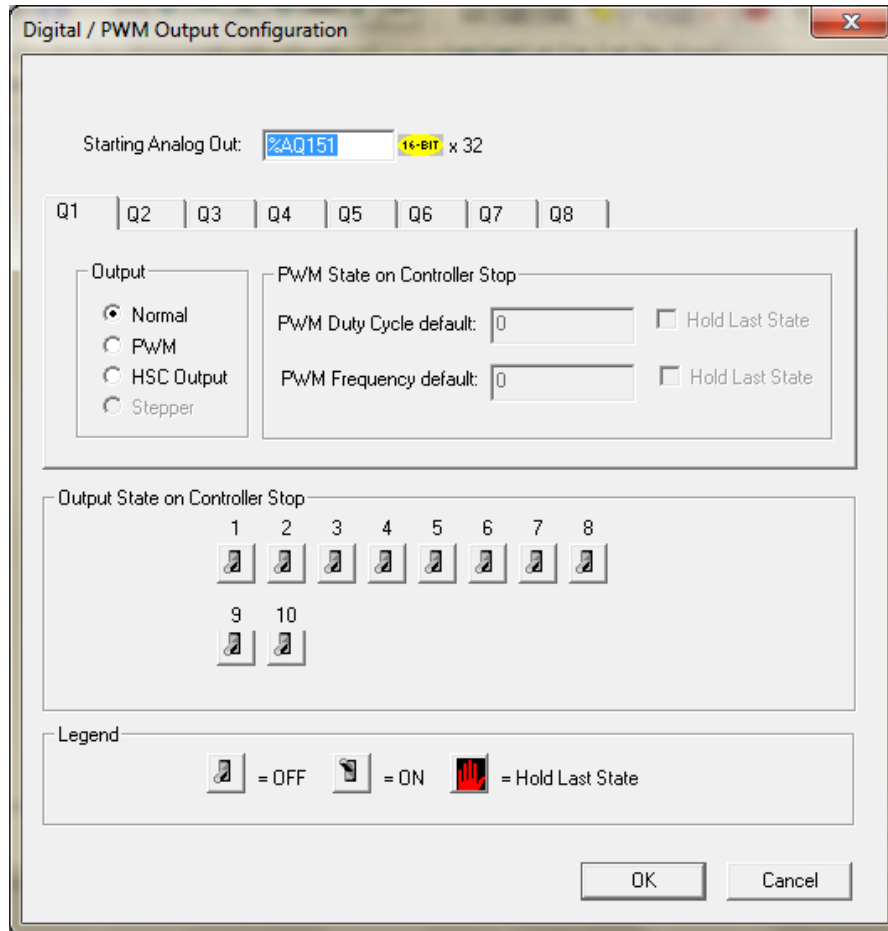 Digital / PWM Output Configuration
Starting Analog Out: %AQ151 16-BIT x 32
Q1 Q2 Q3 Q4 Q5 Q6 Q7 Q8
Output
Normal
PWM
HSC Output
Stepper
PWM State on Controller Stop
PWM Duty Cycle default: 0 Hold Last State
PWM Frequency default: 0 Hold Last State
Output State on Controller Stop
1 2 3 4 5 6 7 8
9 10
Legend
= OFF = ON = Hold Last State
OK Cancel